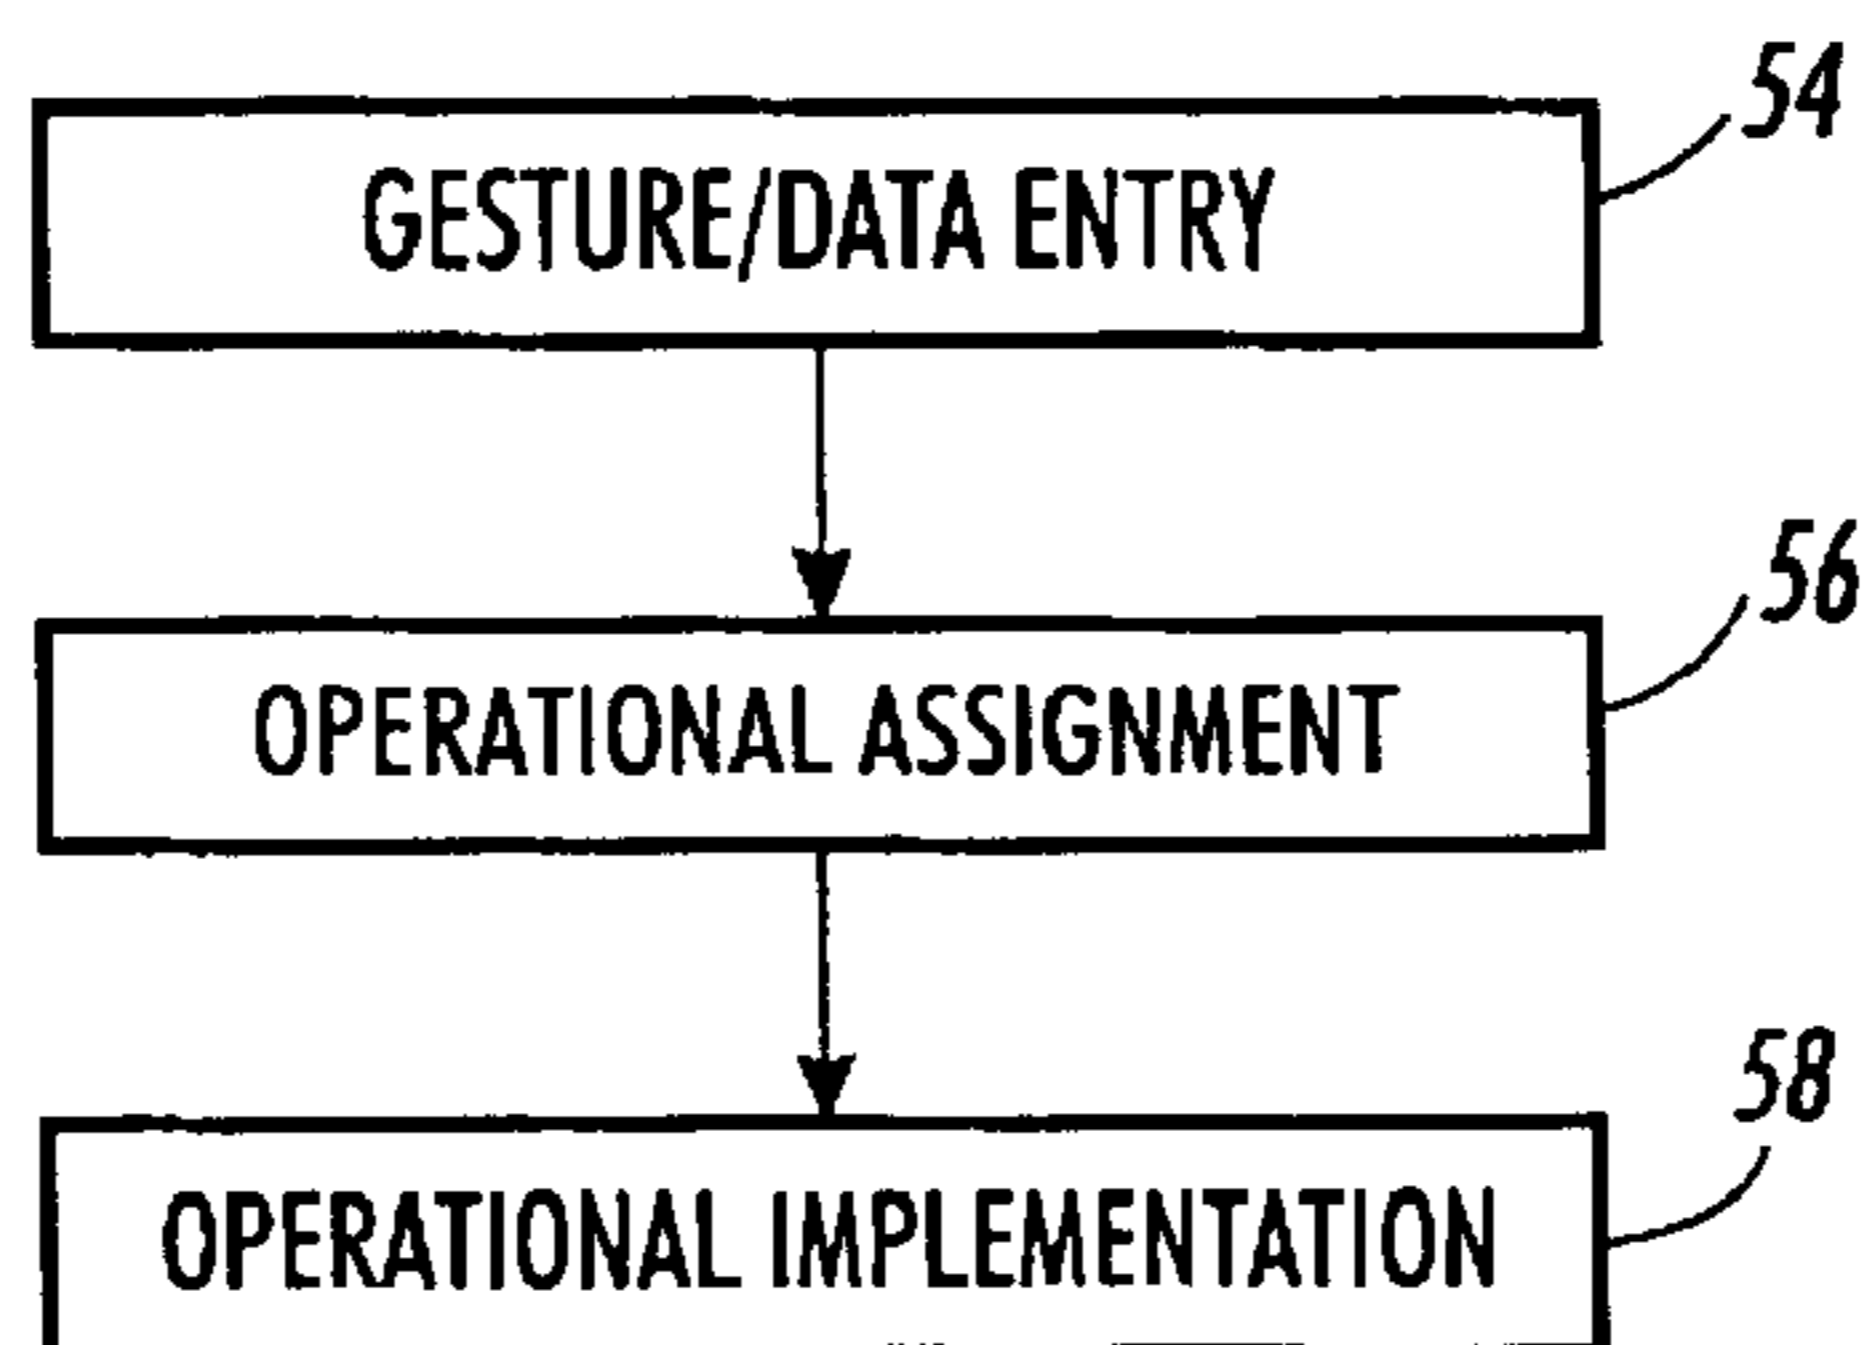 54
GESTURE/DATA ENTRY
56
OPERATIONAL ASSIGNMENT
58
OPERATIONAL IMPLEMENTATION